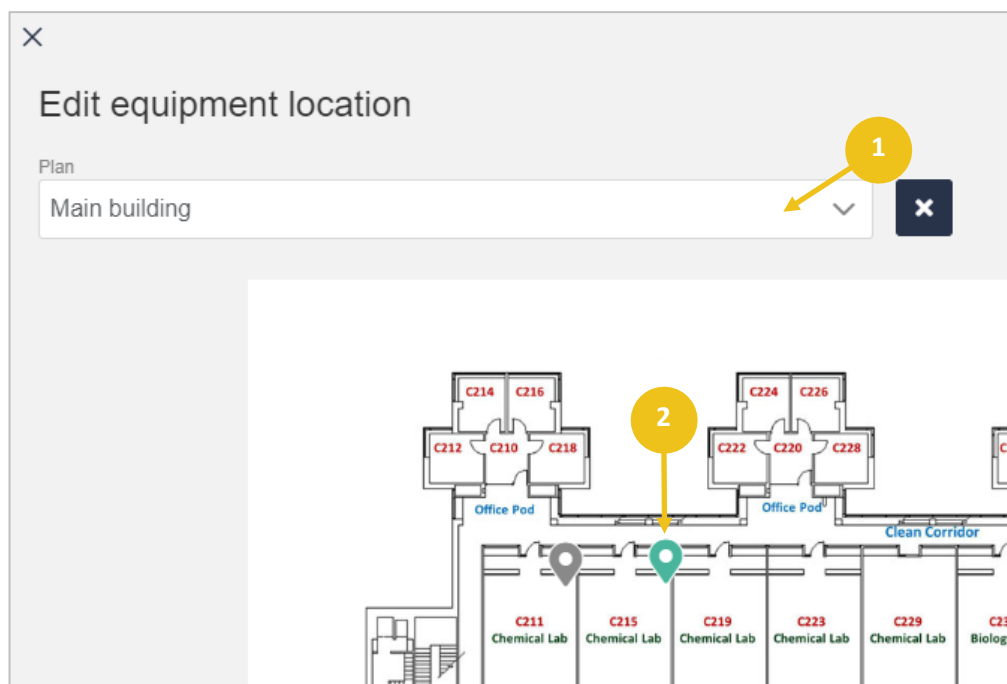 Edit equipment location
Plan
1
Main building
C214 C216
C224 C226
2
C212 C210 C218
C222 C220 C228
Office Pod
Office Pod
Clean Corridor
C211
Chemical Lab
C215
Chemical Lab
C219
Chemical Lab
C223
Chemical Lab
C229
Chemical Lab